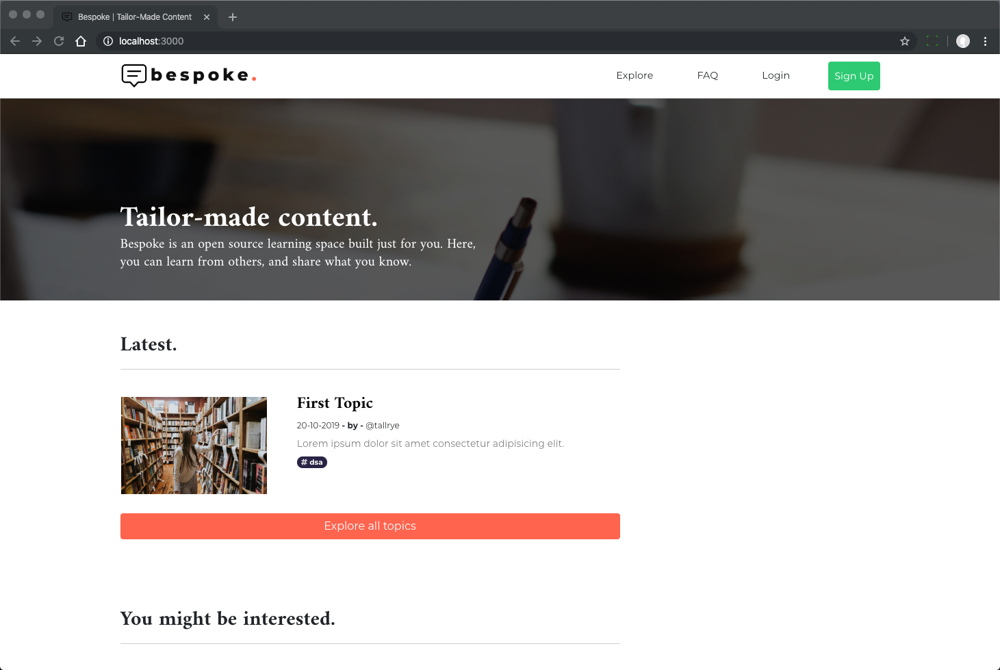 Bespoke | Tailor-Made Content
localhost:3000
bespoke.
Explore
FAQ
Login
Sign Up
Tailor-made content.
Bespoke is an open source learning space built just for you. Here,
you can learn from others, and share what you know.
Latest.
First Topic
20-10-2019 - by - @tallrye
Lorem ipsum dolor sit amet consectetur adipisicing elit.
# dsa
Explore all topics
You might be interested.